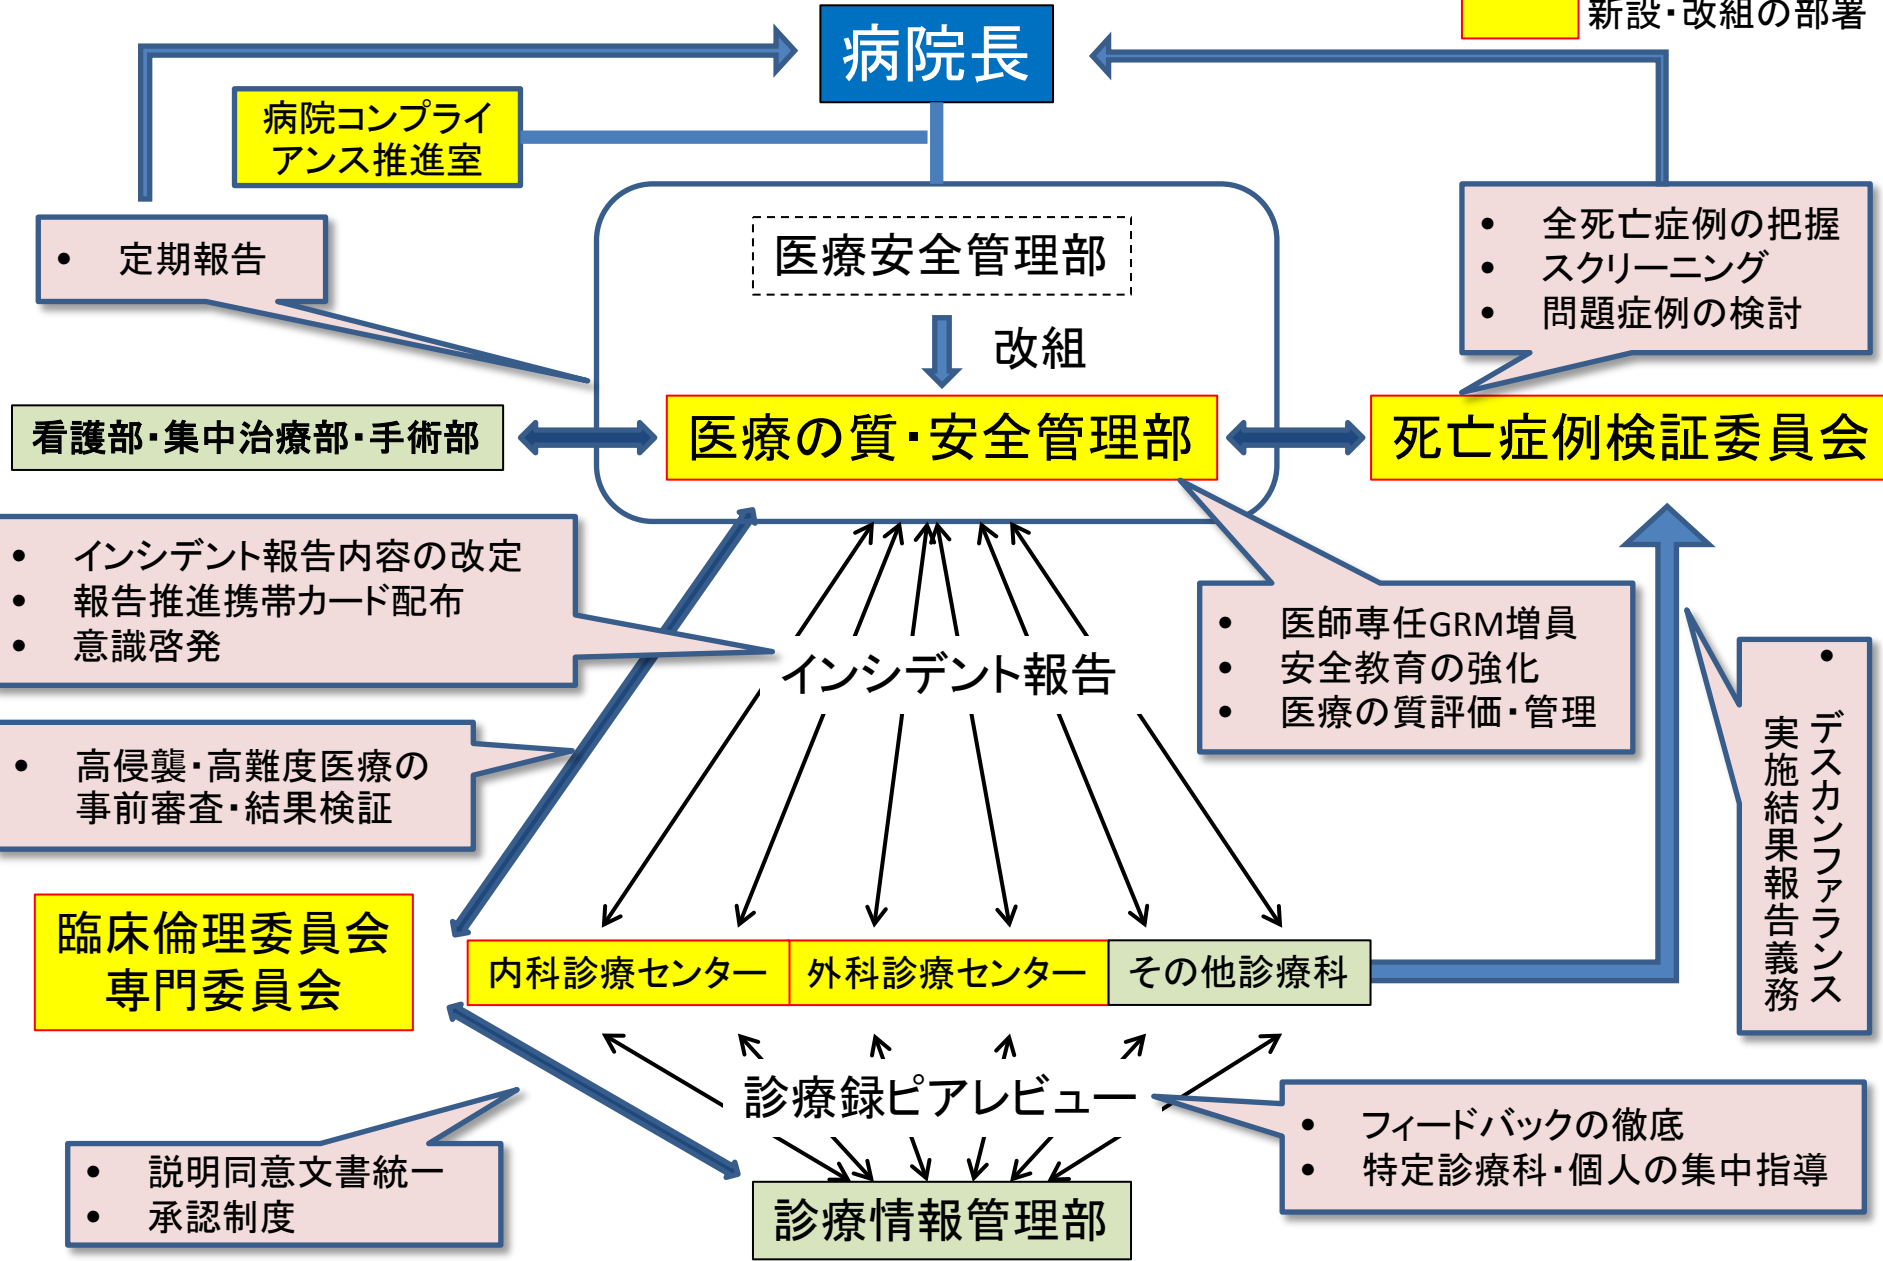 新設・改組の部署
病院長
病院コンプライ
アンス推進室
医療安全管理部
• 定期報告
• 全死亡症例の把握
• スクリーニング
• 問題症例の検討
改組
看護部・集中治療部・手術部
医療の質・安全管理部
死亡症例検証委員会
• インシデント報告内容の改定
• 報告推進携帯カード配布
• 意識啓発
• 医師専任GRM増員
• 安全教育の強化
• 医療の質評価・管理
インシデント報告
• デスカンファランス
実施結果報告義務
• 高侵襲・高難度医療の
事前審査・結果検証
臨床倫理委員会
専門委員会
内科診療センター
外科診療センター
その他診療科
診療録ピアレビュー
• フィードバックの徹底
• 特定診療科・個人の集中指導
• 説明同意文書統一
• 承認制度
診療情報管理部